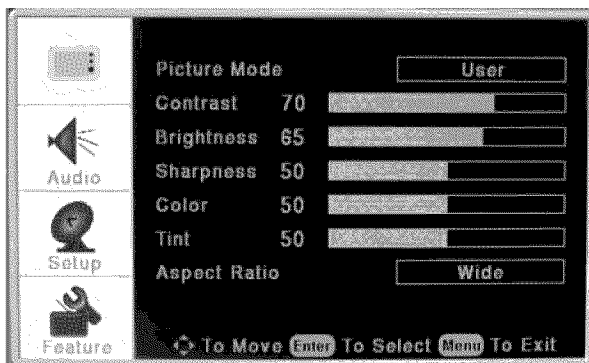 Picture Mode User
Contrast 70
Brightness 65
Audio
Sharpness 50
Color 50
Tint 50
Setup
Aspect Ratio Wide
Feature
To Move Enter To Select Menu To Exit